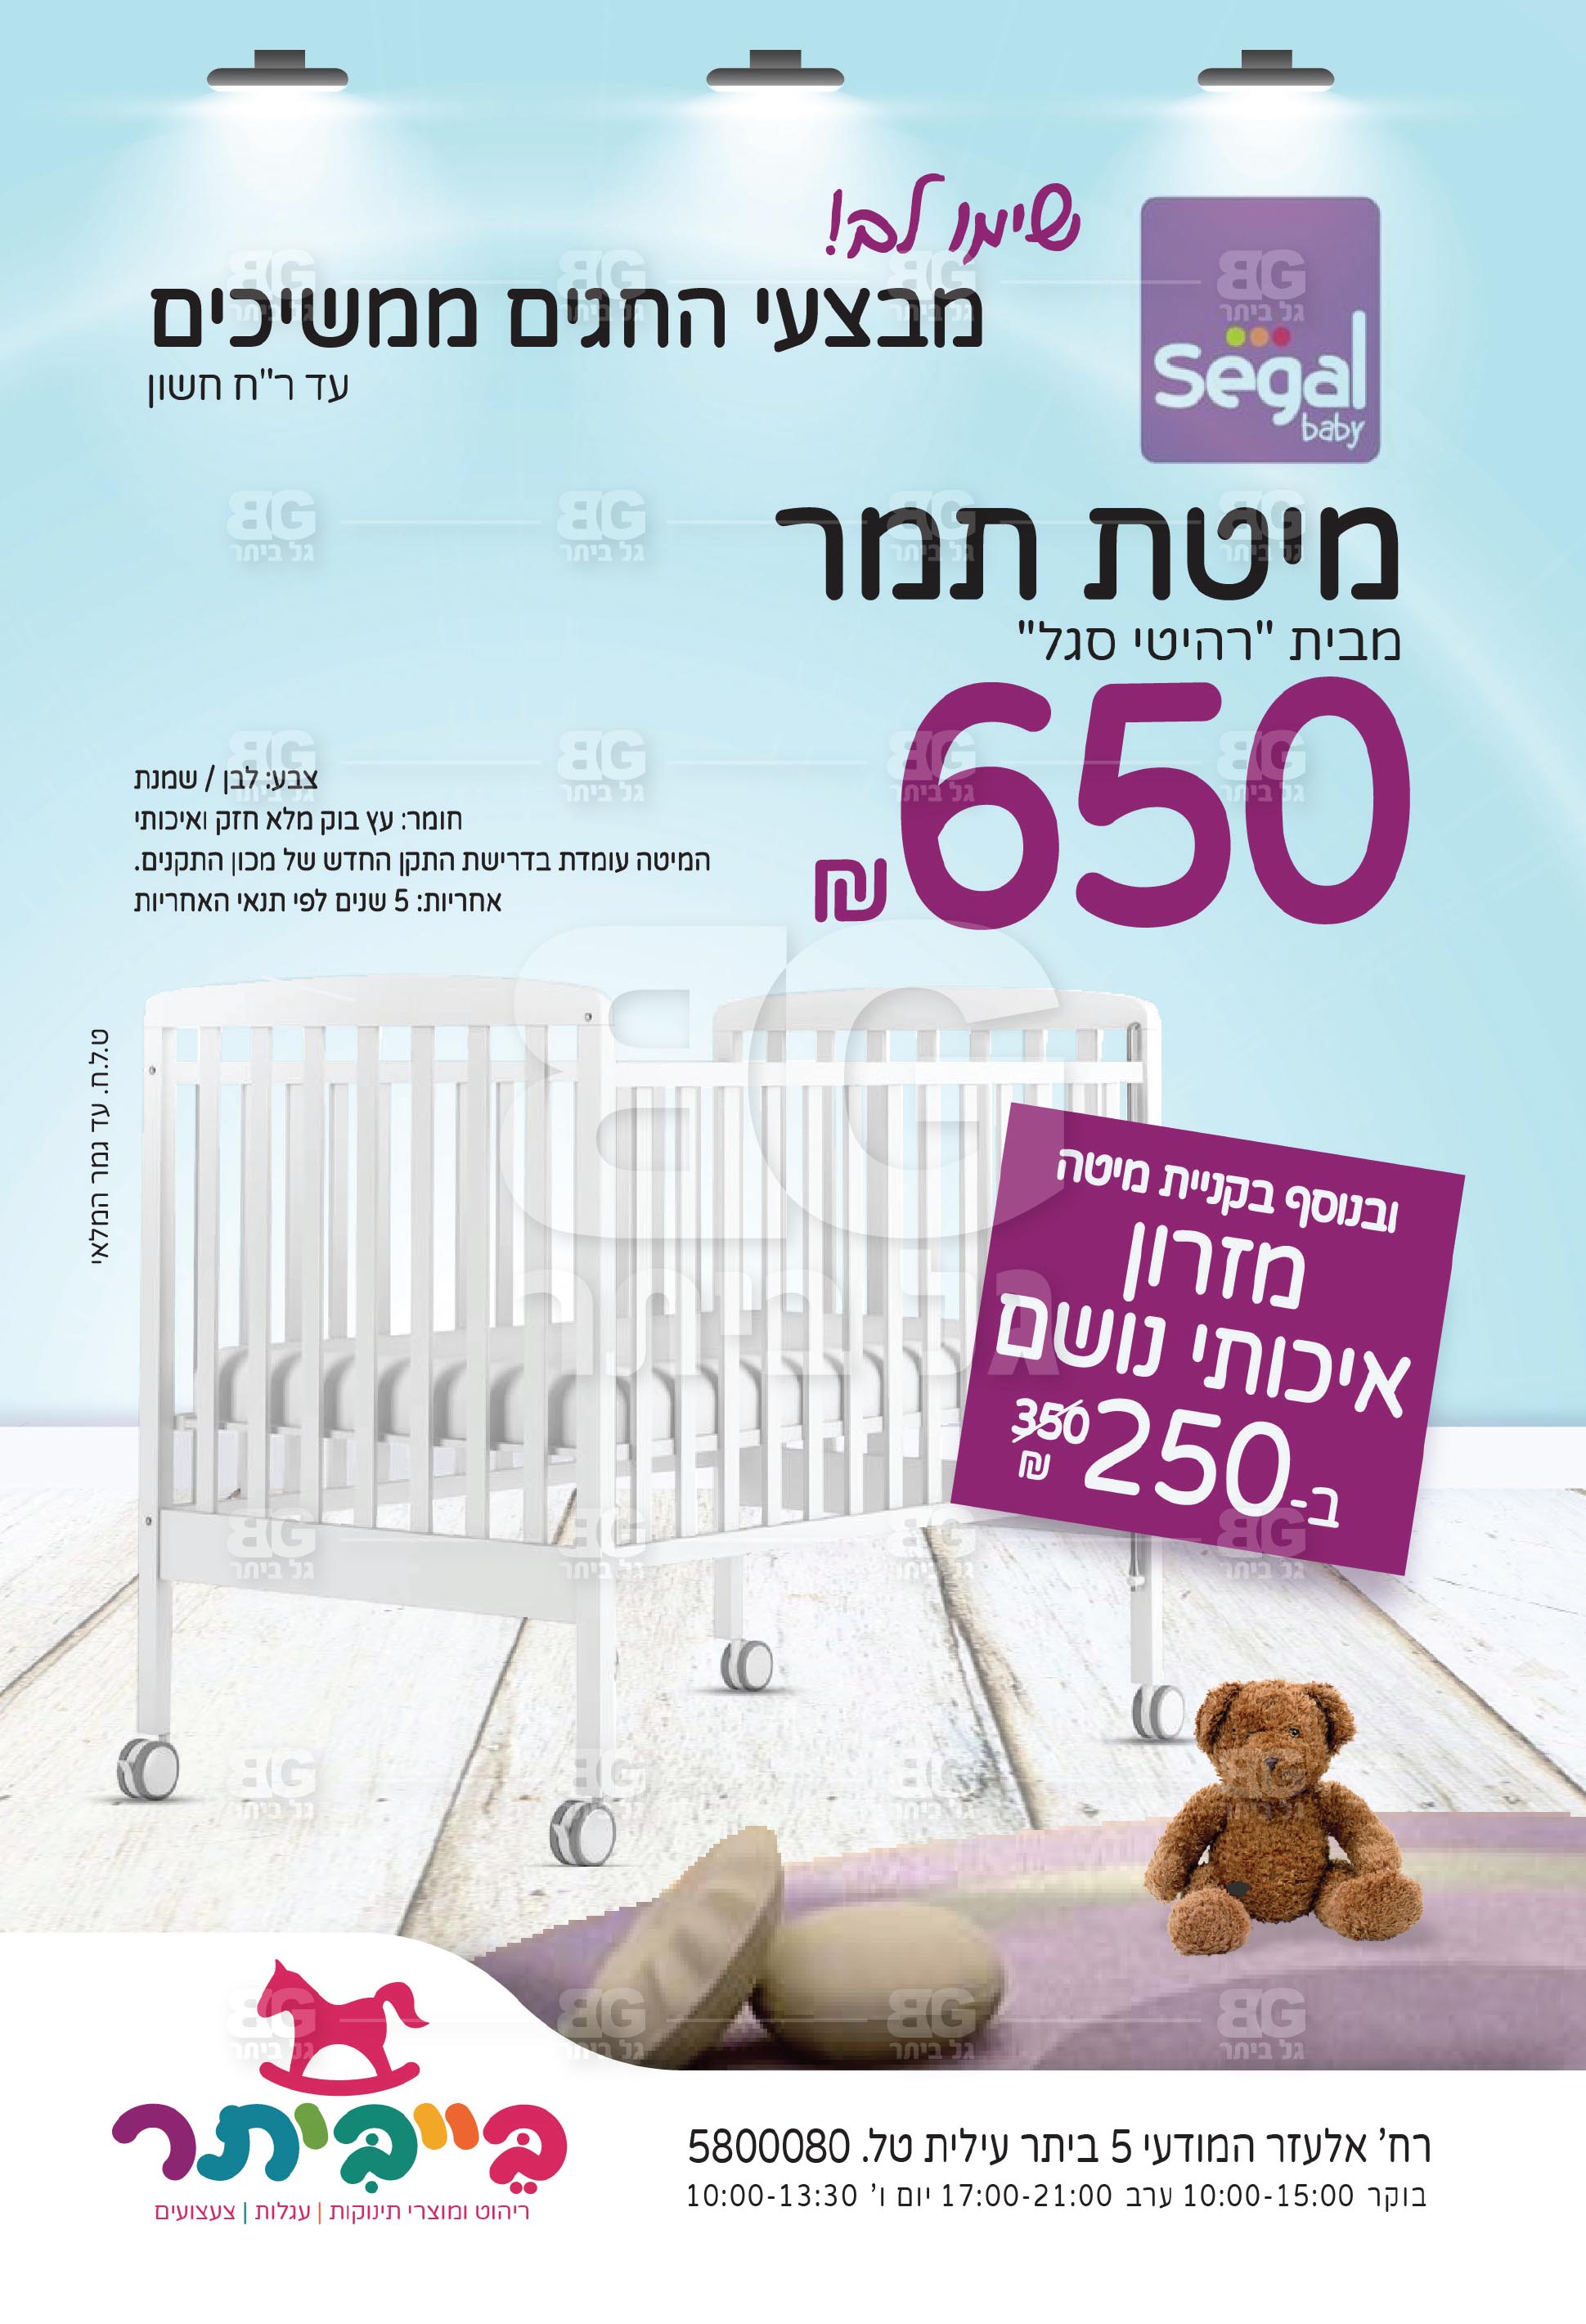 שימו לב!
מבצעי החגים ממשיכים
עד ר"ח חשון
Segal
baby
מיטת תמר
מבית "רהיטי סגל"
650 ₪
צבע: לבן / שמנת
חומר: עץ בוק מלא חזק ואיכותי
המיטה עומדת בדרישת התקן החדש של מכון התקנים.
אחריות: 5 שנים לפי תנאי האחריות
ט.ל.ח. עד גמר המלאי
ובנוסף בקניית מיטה
מזרון
איכותי נושם
ב-250 350 ₪
BG
גל ביתר
בייביתר
ריהוט ומוצרי תינוקות | עגלות | צעצועים
רח' אלעזר המודעי 5 ביתר עילית טל. 5800080
בוקר 10:00-15:00 ערב 17:00-21:00 יום ו' 10:00-13:30